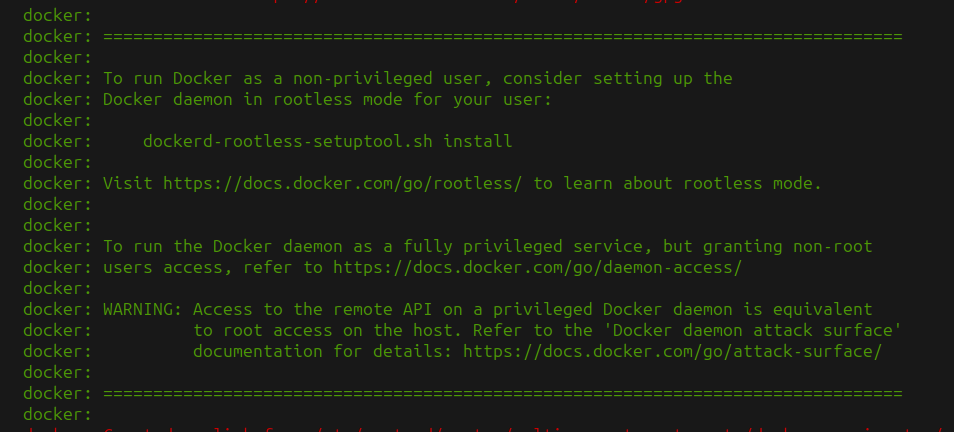 docker:
docker: ================================================================================
docker:
docker: To run Docker as a non-privileged user, consider setting up the
docker: Docker daemon in rootless mode for your user:
docker:
docker:     dockerd-rootless-setuptool.sh install
docker:
docker: Visit https://docs.docker.com/go/rootless/ to learn about rootless mode.
docker:
docker:
docker: To run the Docker daemon as a fully privileged service, but granting non-root
docker: users access, refer to https://docs.docker.com/go/daemon-access/
docker:
docker: WARNING: Access to the remote API on a privileged Docker daemon is equivalent
docker:          to root access on the host. Refer to the 'Docker daemon attack surface'
docker:          documentation for details: https://docs.docker.com/go/attack-surface/
docker:
docker: ================================================================================
docker: